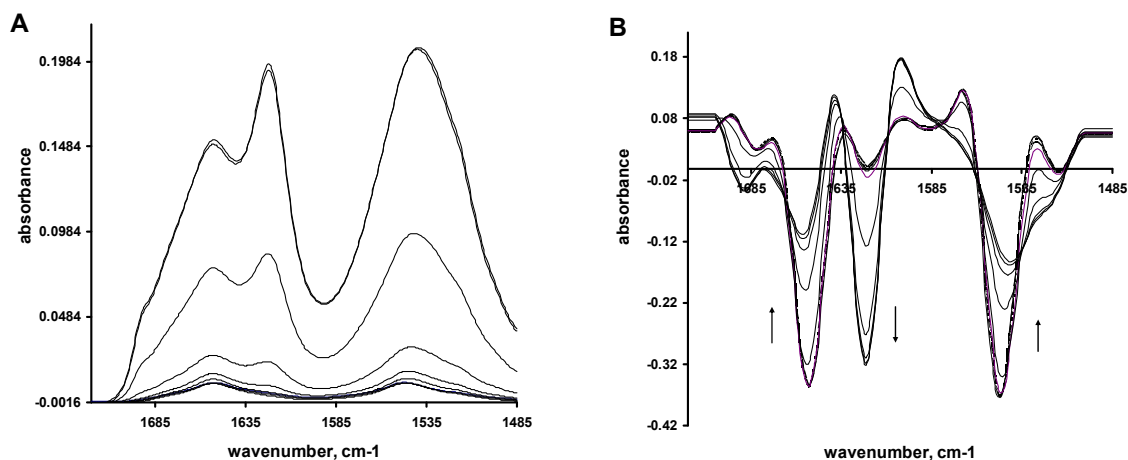 A
0.1984
0.1484
0.0984
0.0484
-0.0016
absorbance
1685 1635 1585 1535 1485
wavenumber, cm-1
B
0.18
0.08
-0.02
-0.12
-0.22
-0.32
-0.42
absorbance
1685 1635 1585 1585 1485
wavenumber, cm-1